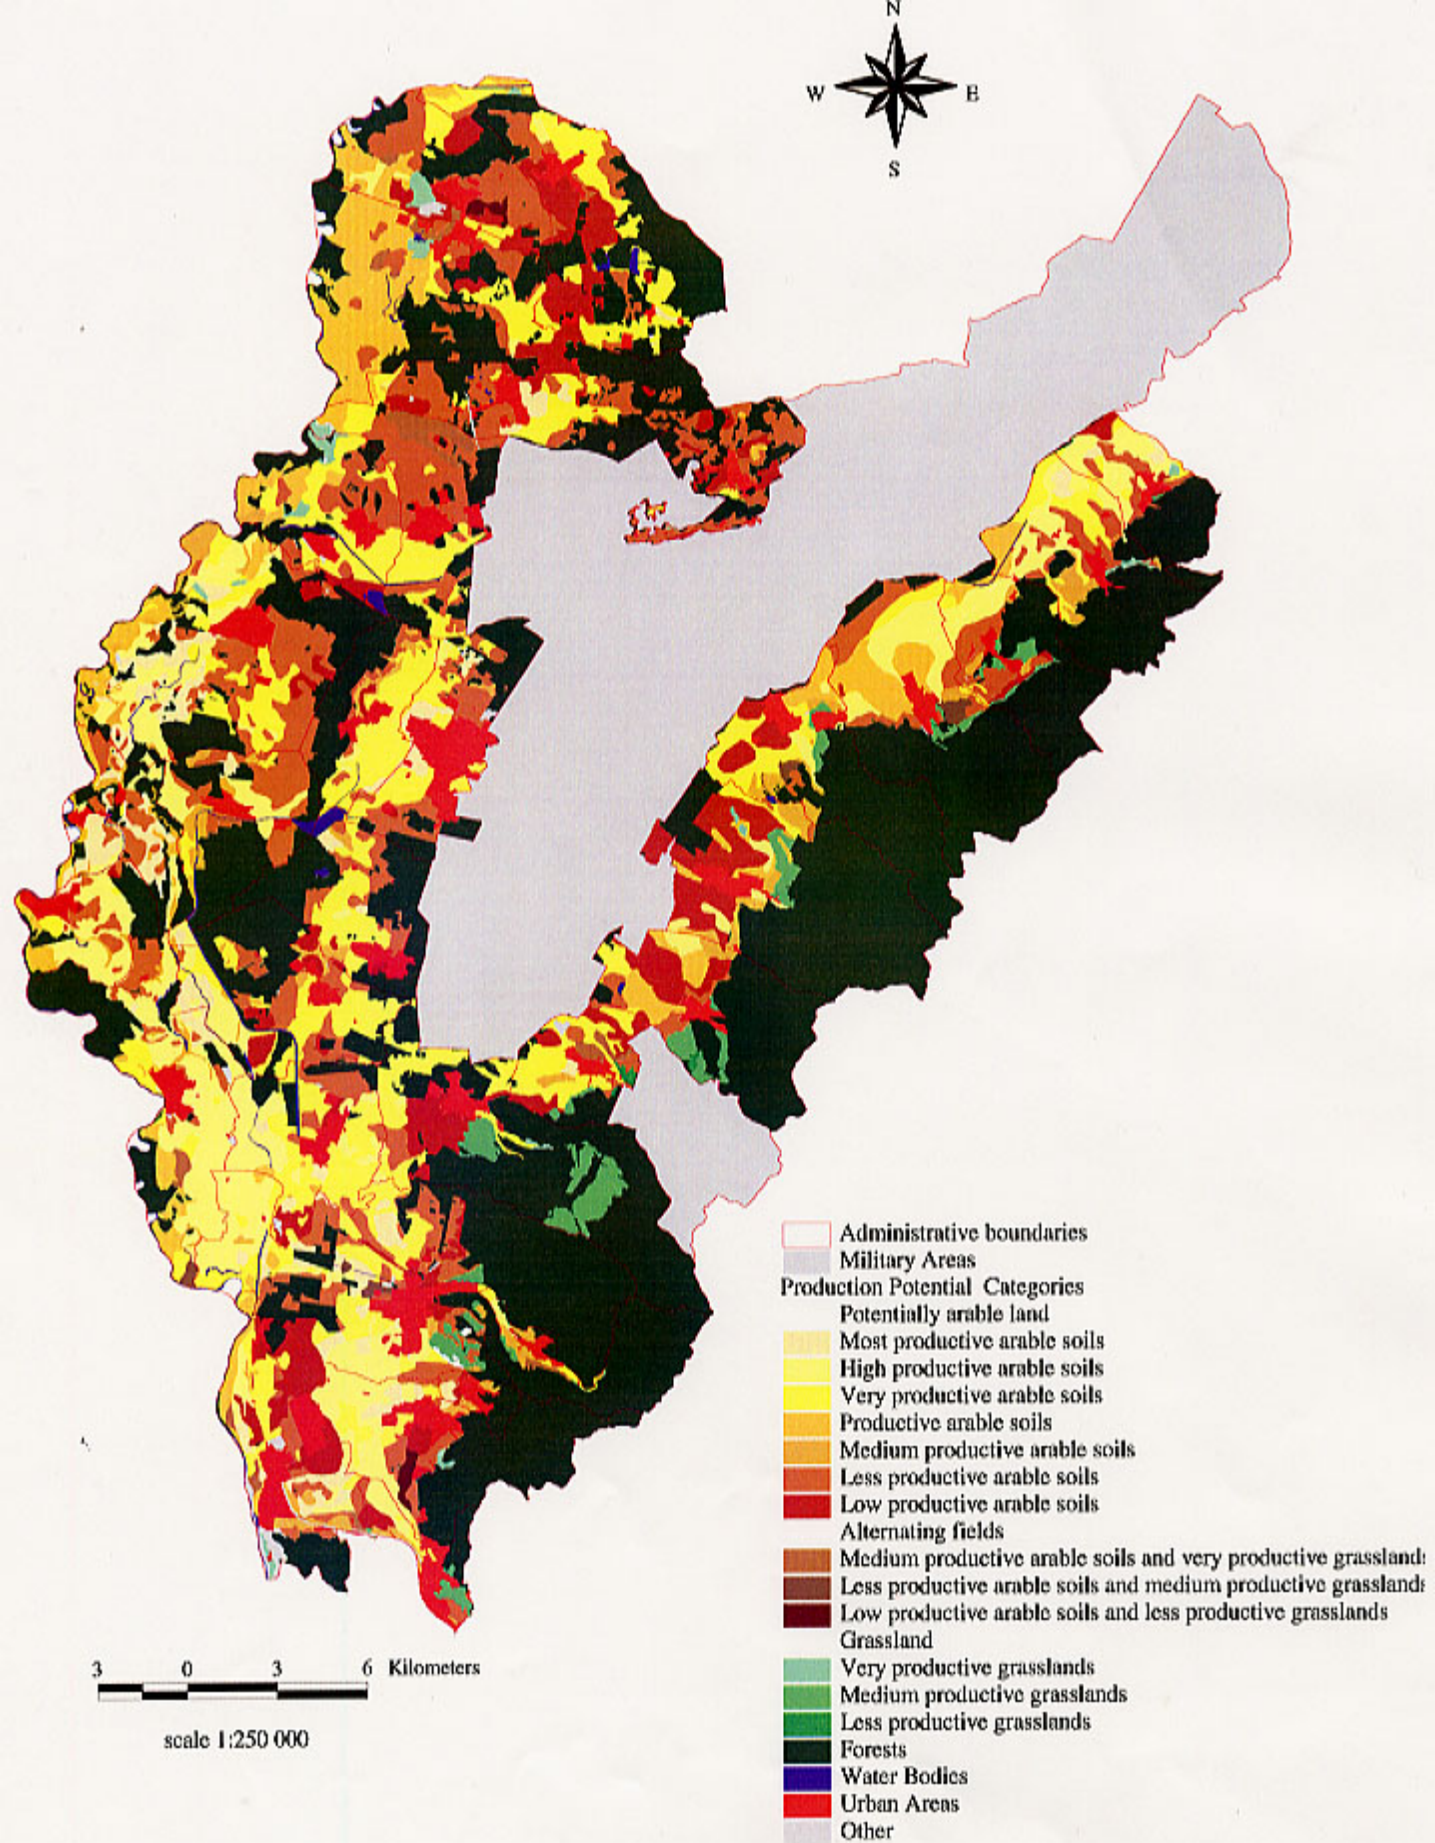 N
W E
S
Administrative boundaries
Military Areas
Production Potential Categories
Potentially arable land
Most productive arable soils
High productive arable soils
Very productive arable soils
Productive arable soils
Medium productive arable soils
Less productive arable soils
Low productive arable soils
Alternating fields
Medium productive arable soils and very productive grassland
Less productive arable soils and medium productive grassland
Low productive arable soils and less productive grasslands
Grassland
Very productive grasslands
Medium productive grasslands
Less productive grasslands
Forests
Water Bodies
Urban Areas
Other
3 0 3 6 Kilometers
scale 1:250 000